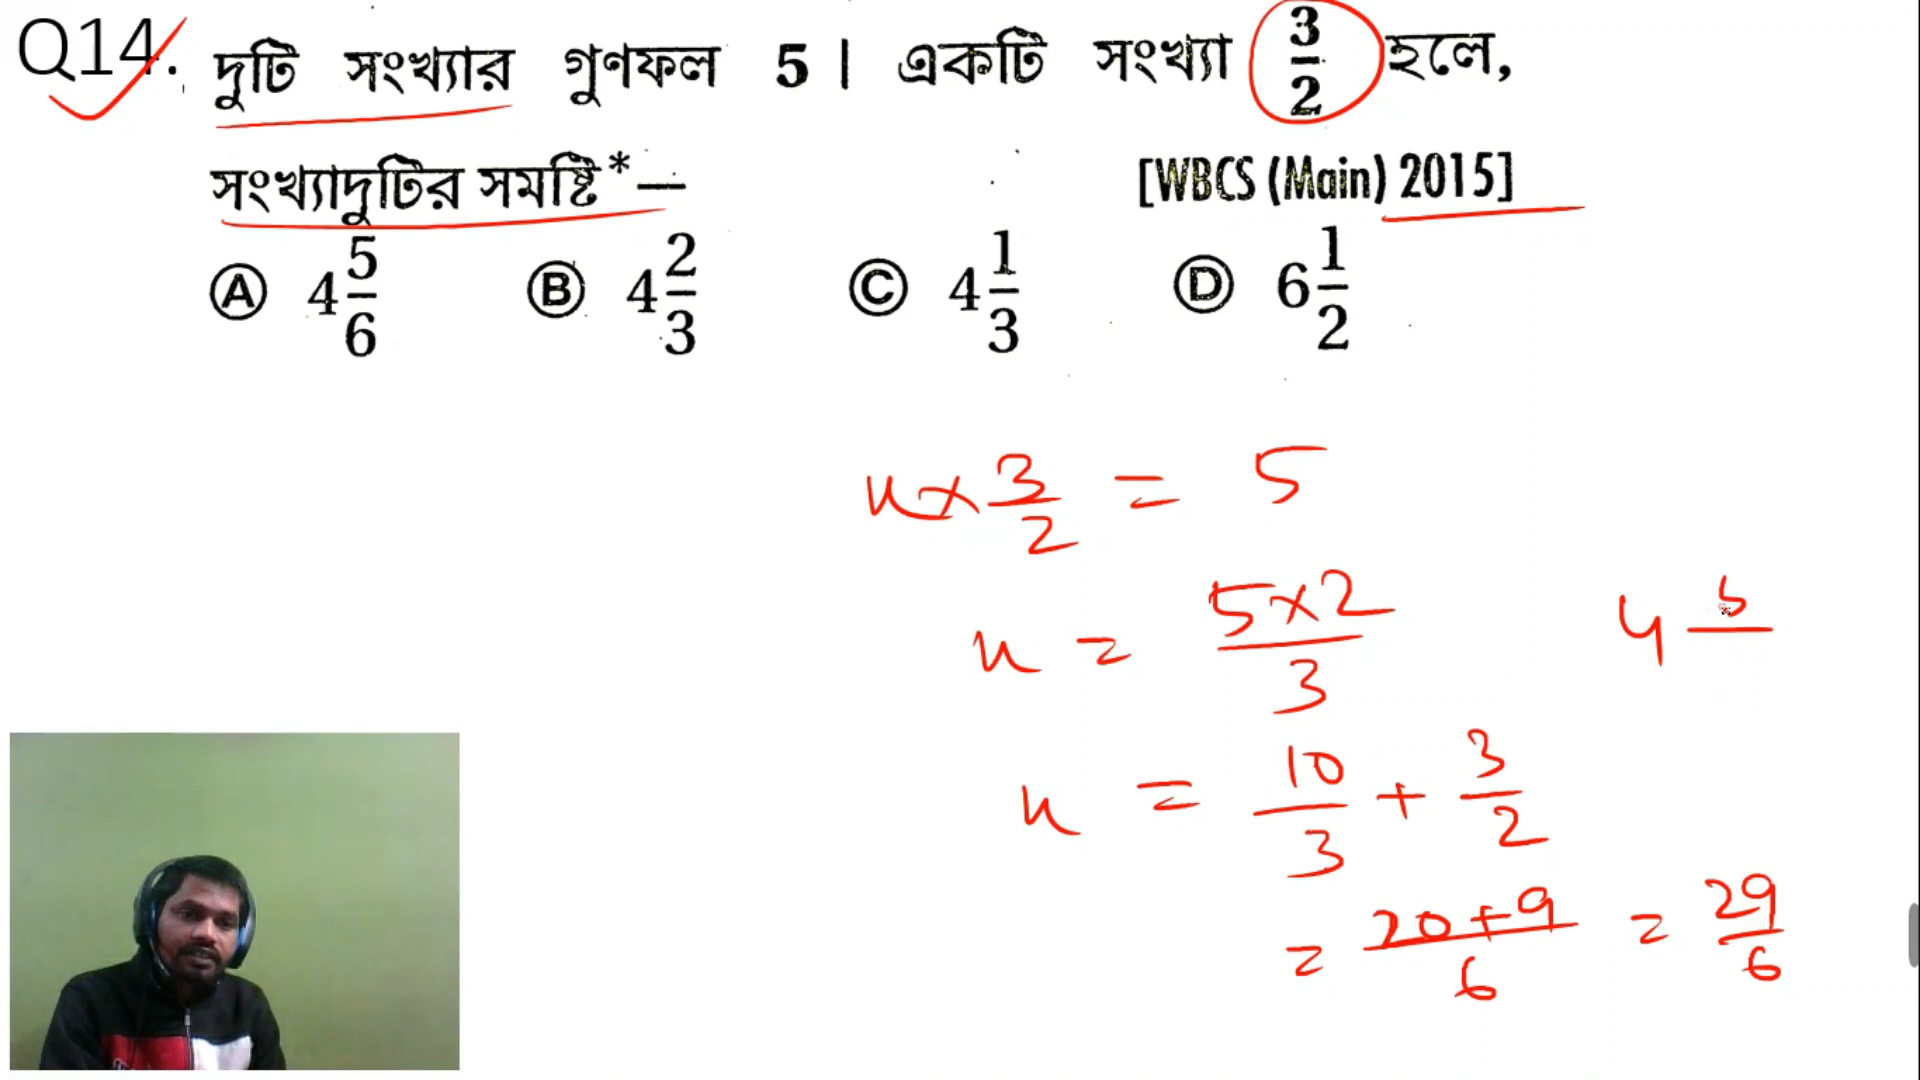 Q14. দুটি সংখ্যার গুণফল 5। একটি সংখ্যা 3/2 হলে,
সংখ্যাদুটির সমষ্টি*— [WBCS (Main) 2015]
Ⓐ 4 5/6 Ⓑ 4 2/3 Ⓒ 4 1/3 Ⓓ 6 1/2
x × 3/2 = 5
x = 5×2/3
4 5/
x = 10/3 + 3/2
= 20+9/6 = 29/6